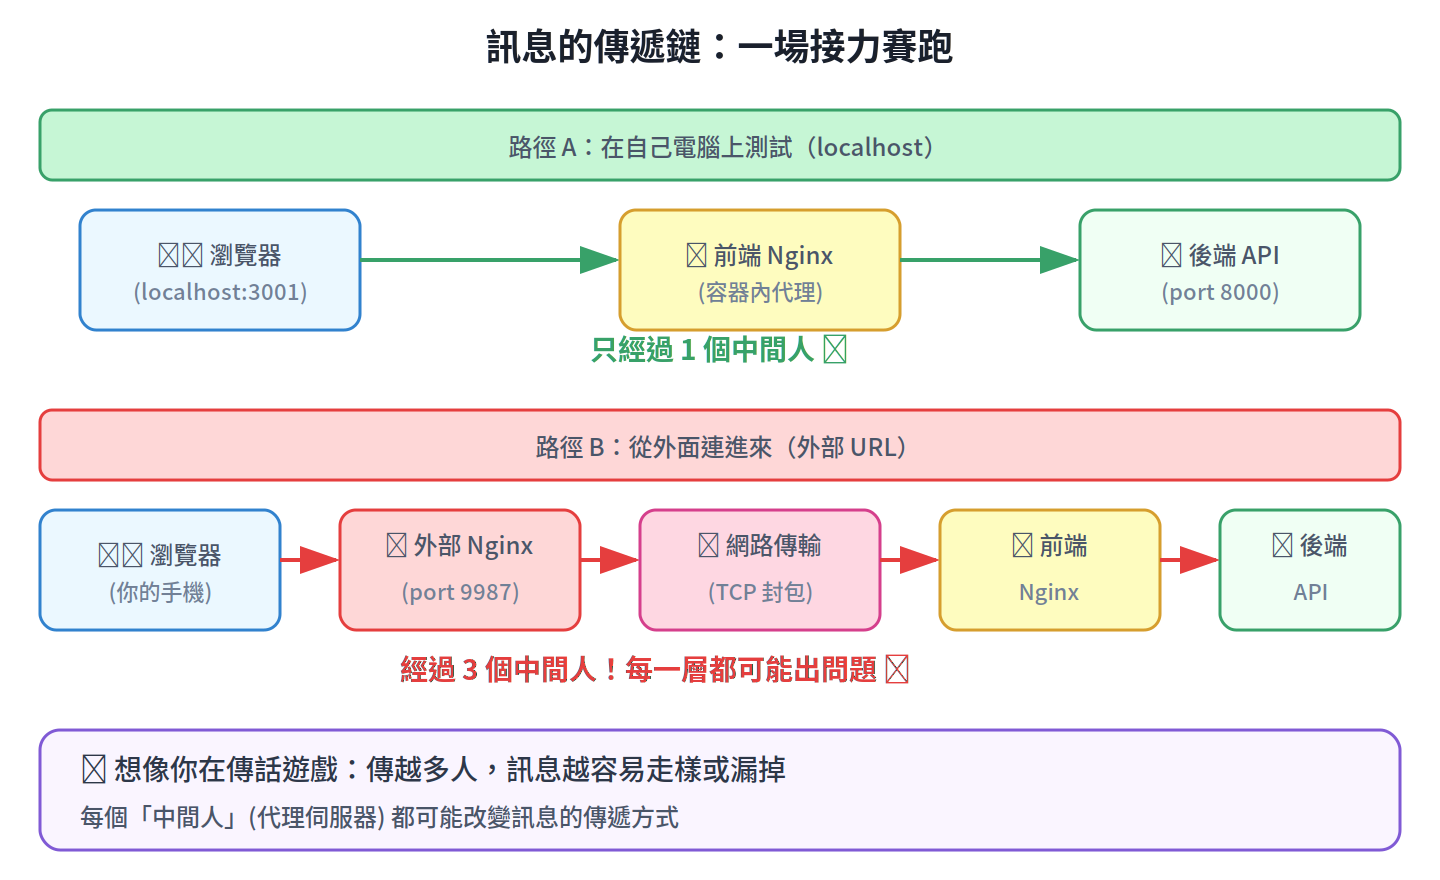 訊息的傳遞鏈：一場接力賽跑
路徑 A：在自己電腦上測試（localhost）
瀏覽器
(localhost:3001)
前端 Nginx
(容器內代理)
後端 API
(port 8000)
只經過 1 個中間人
路徑 B：從外面連進來（外部 URL）
瀏覽器
(你的手機)
外部 Nginx
(port 9987)
網路傳輸
(TCP 封包)
前端
Nginx
後端
API
經過 3 個中間人！每一層都可能出問題
想像你在傳話遊戲：傳越多人，訊息越容易走樣或漏掉
每個「中間人」(代理伺服器) 都可能改變訊息的傳遞方式